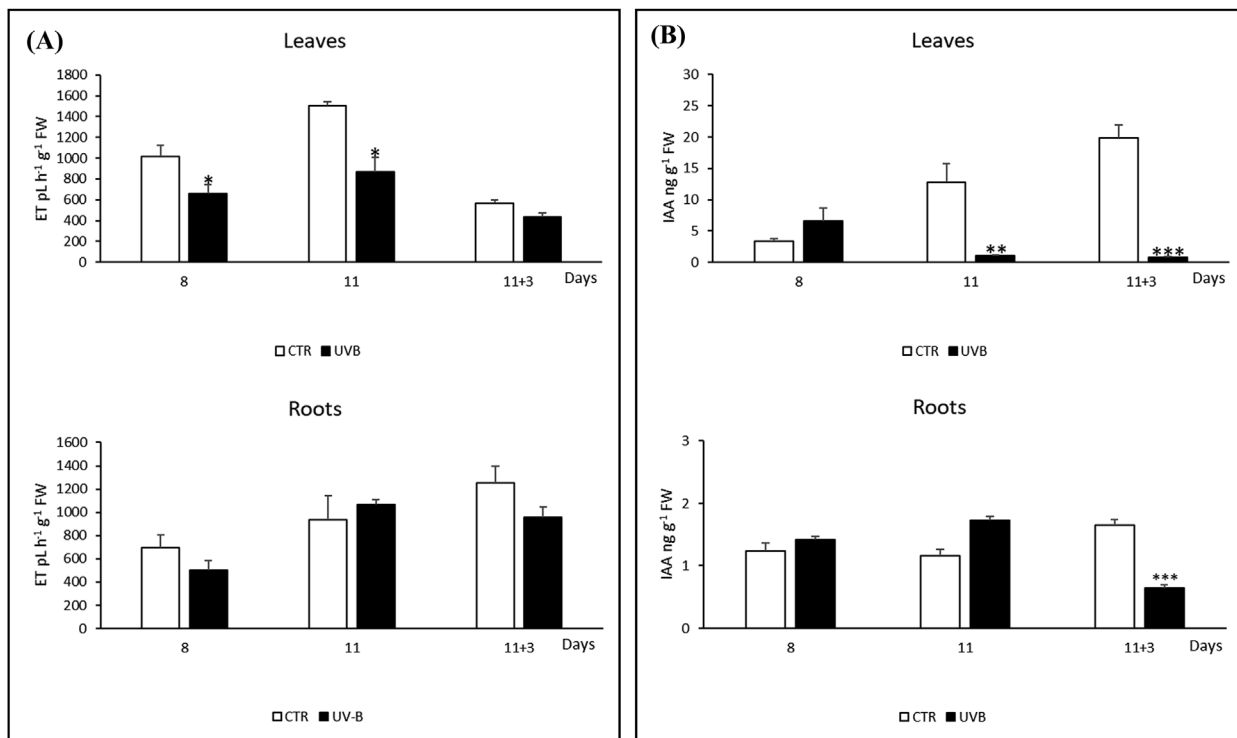 (A)
Leaves
ET pL h-1 g-1 FW
1800
1600
1400
1200
1000
800
600
400
200
0
*
*
8 11 11+3 Days
CTR UVB
Roots
ET pL h-1 g-1 FW
1600
1400
1200
1000
800
600
400
200
0
8 11 11+3 Days
CTR UV-B
(B)
Leaves
IAA ng g-1 FW
30
25
20
15
10
5
0
**
***
8 11 11+3 Days
CTR UVB
Roots
IAA ng g-1 FW
3
2
1
0
***
8 11 11+3 Days
CTR UVB